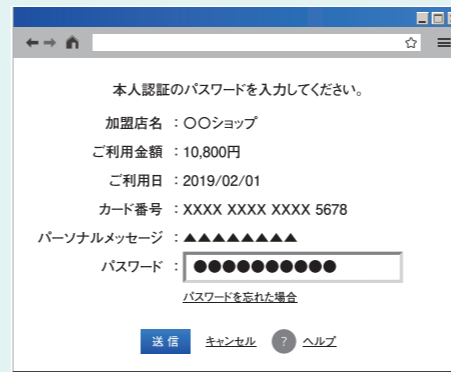 本人認証のパスワードを入力してください。
加盟店名 : 〇〇ショップ
ご利用金額 : 10,800円
ご利用日 : 2019/02/01
カード番号 : XXXX XXXX XXXX 5678
パーソナルメッセージ : ▲▲▲▲▲▲▲▲
パスワード : ●●●●●●●●●●
パスワードを忘れた場合
送信 キャンセル ? ヘルプ